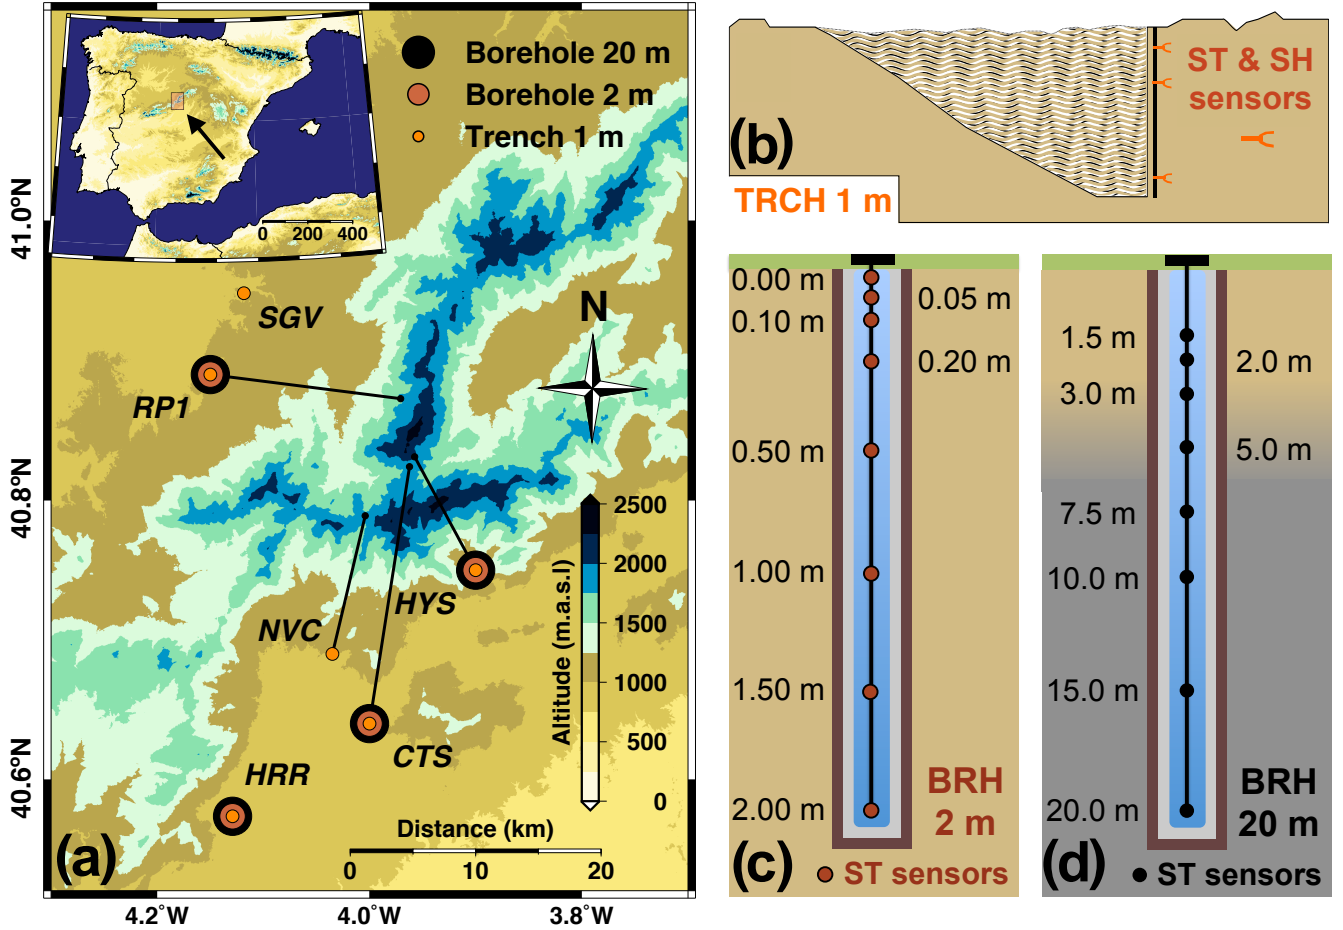 Borehole 20 m
Borehole 2 m
Trench 1 m
0 200 400
41.0°N
40.8°N
40.6°N
SGV
RP1
N
HYS
NVC
CTS
HRR
Altitude (m.a.s.l)
2500
2000
1500
1000
500
0
Distance (km)
0 10 20
(a)
4.2°W 4.0°W 3.8°W
ST & SH
sensors
(b)
TRCH 1 m
0.00 m
0.05 m
0.10 m
0.20 m
0.50 m
1.00 m
1.50 m
2.00 m
BRH
2 m
(c)
ST sensors
1.5 m
2.0 m
3.0 m
5.0 m
7.5 m
10.0 m
15.0 m
20.0 m
BRH
20 m
(d)
ST sensors